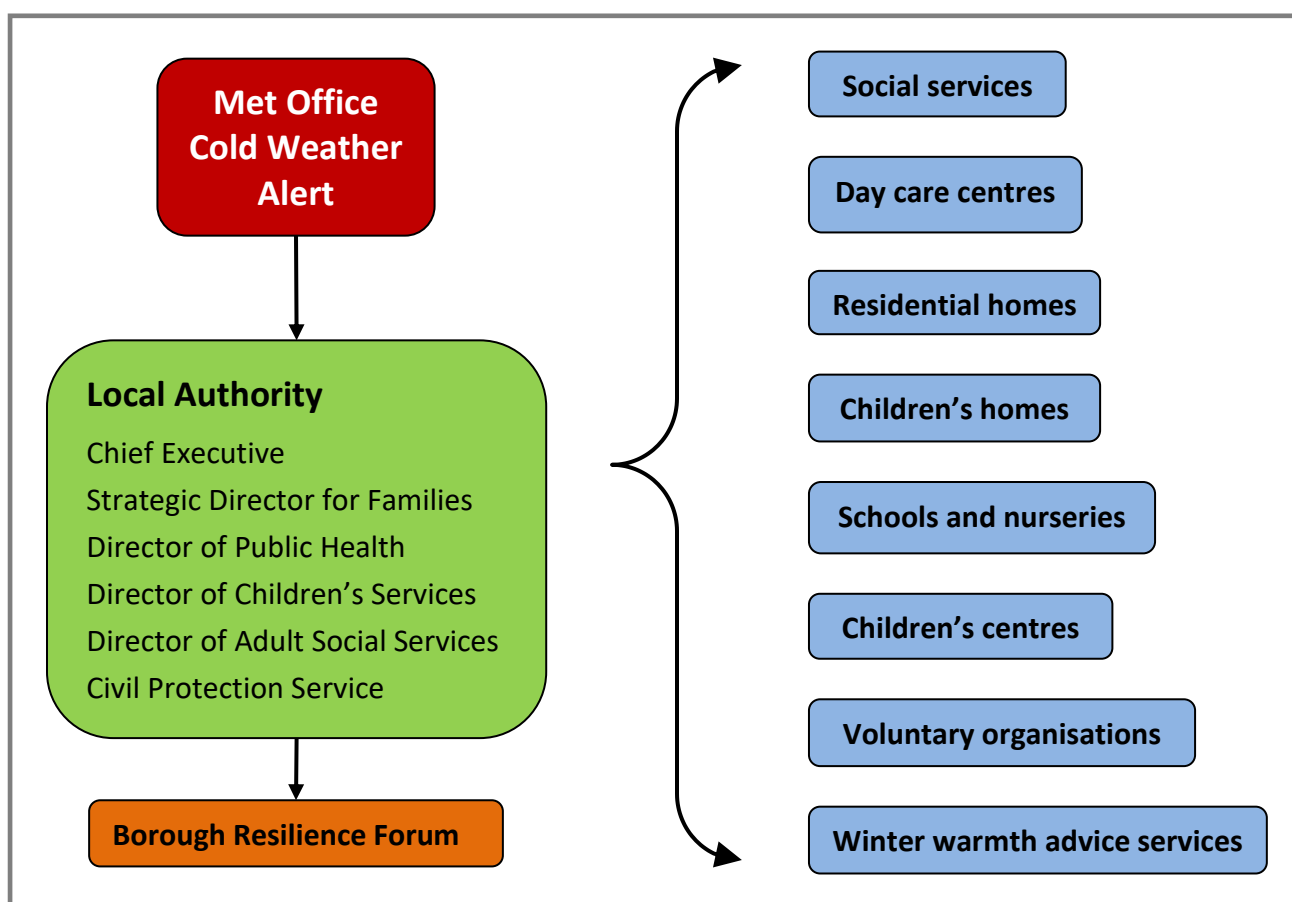 Met Office
Cold Weather
Alert
Local Authority
Chief Executive
Strategic Director for Families
Director of Public Health
Director of Children’s Services
Director of Adult Social Services
Civil Protection Service
Borough Resilience Forum
Social services
Day care centres
Residential homes
Children’s homes
Schools and nurseries
Children’s centres
Voluntary organisations
Winter warmth advice services